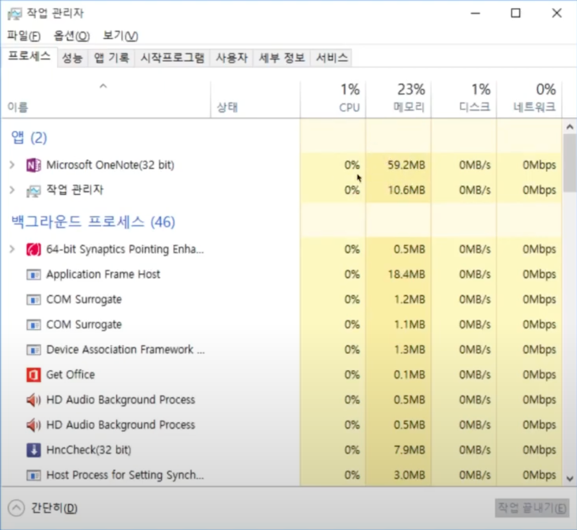 작업 관리자
파일(F) 옵션(O) 보기(V)
프로세스 성능 앱 기록 시작프로그램 사용자 세부 정보 서비스
1% 23% 1% 0%
이름 상태 CPU 메모리 디스크 네트워크
앱 (2)
Microsoft OneNote(32 bit) 0% 59.2MB 0MB/s 0Mbps
작업 관리자 0% 10.6MB 0MB/s 0Mbps
백그라운드 프로세스 (46)
64-bit Synaptics Pointing Enha... 0% 0.5MB 0MB/s 0Mbps
Application Frame Host 0% 18.4MB 0MB/s 0Mbps
COM Surrogate 0% 1.2MB 0MB/s 0Mbps
COM Surrogate 0% 1.1MB 0MB/s 0Mbps
Device Association Framework ... 0% 1.3MB 0MB/s 0Mbps
Get Office 0% 0.1MB 0MB/s 0Mbps
HD Audio Background Process 0% 0.5MB 0MB/s 0Mbps
HD Audio Background Process 0% 0.5MB 0MB/s 0Mbps
HncCheck(32 bit) 0% 7.9MB 0MB/s 0Mbps
Host Process for Setting Synch... 0% 3.0MB 0MB/s 0Mbps
간단히(D) 작업 끝내기(E)